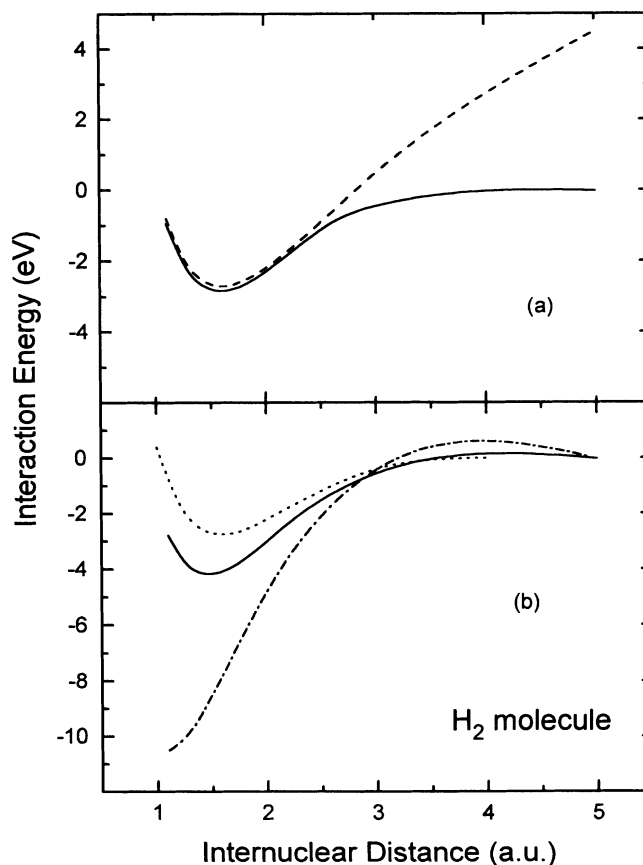 4
2
0
-2
-4
(a)
Interaction Energy (eV)
0
-2
-4
-6
-8
-10
(b)
H₂ molecule
1 2 3 4 5
Internuclear Distance (a.u.)